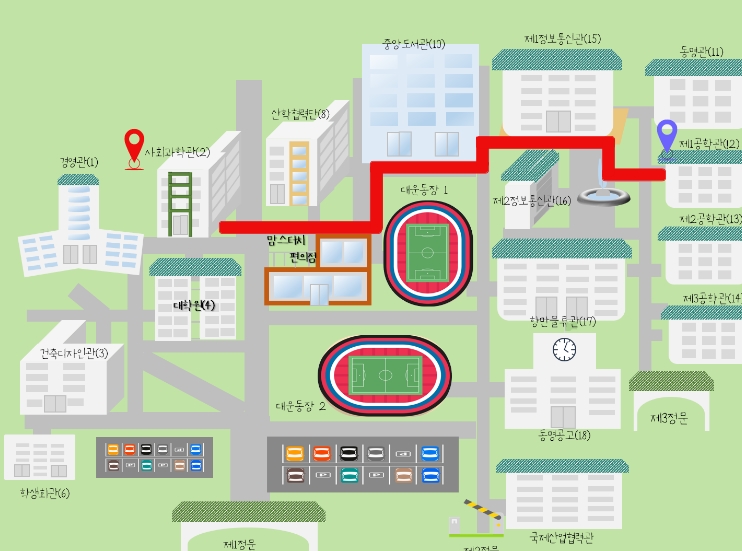 중앙도서관(10)
제1정보통신관(15)
동명관(11)
산학협력단(8)
사회과학관(2)
경영관(1)
제1공학관(12)
대운동장 1
제2정보통신관(16)
제2공학관(13)
맘스터치
편의점
대학원(4)
제3공학관(14)
항만물류관(17)
건축디자인관(3)
대운동장 2
제3정문
동명공고(18)
학생회관(6)
국제산업협력관
제1정문
제2정문